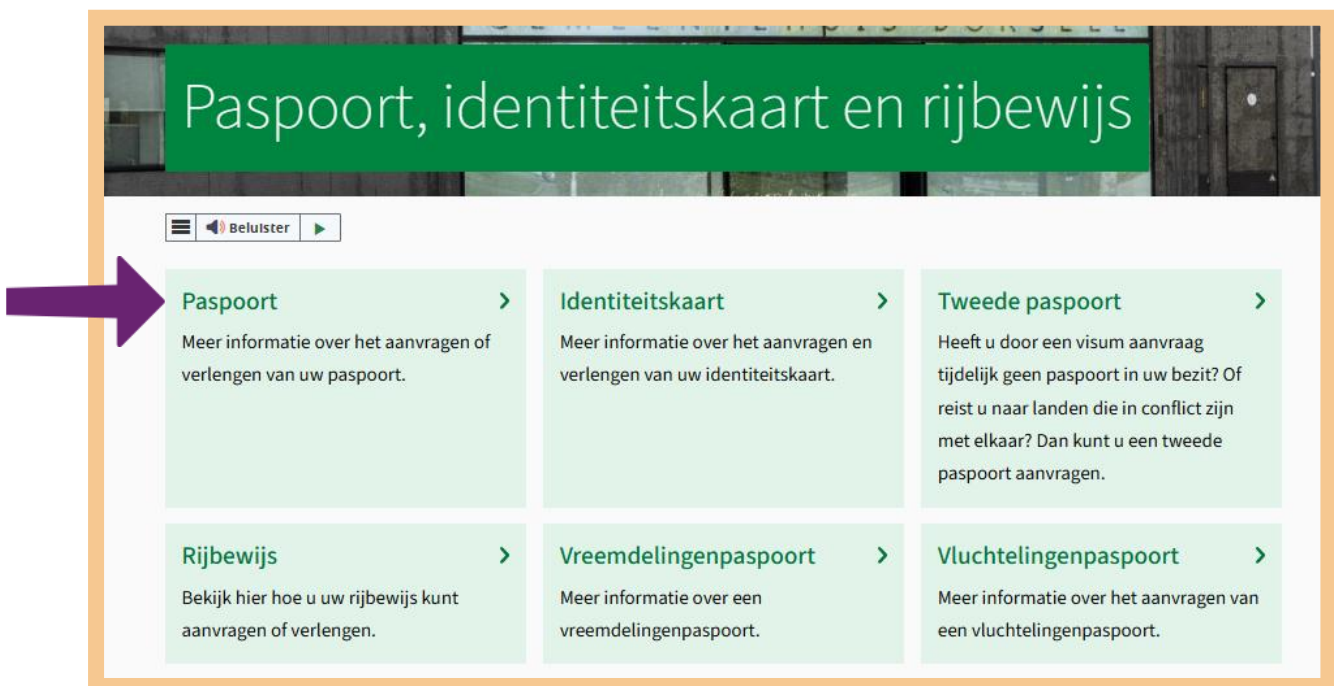 Paspoort, identiteitskaart en rijbewijs
Beluister
Paspoort
Meer informatie over het aanvragen of
verlengen van uw paspoort.
Identiteitskaart
Meer informatie over het aanvragen en
verlengen van uw identiteitskaart.
Tweede paspoort
Heeft u door een visum aanvraag
tijdelijk geen paspoort in uw bezit? Of
reist u naar landen die in conflict zijn
met elkaar? Dan kunt u een tweede
paspoort aanvragen.
Rijbewijs
Bekijk hier hoe u uw rijbewijs kunt
aanvragen of verlengen.
Vreemdelingenpaspoort
Meer informatie over een
vreemdelingenpaspoort.
Vluchtelingenpaspoort
Meer informatie over het aanvragen van
een vluchtelingenpaspoort.